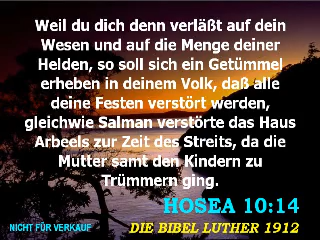 Weil du dich denn verläßt auf dein
Wesen und auf die Menge deiner
Helden, so soll sich ein Getümmel
erheben in deinem Volk, daß alle
deine Festen verstört werden,
gleichwie Salman verstörte das Haus
Arbeels zur Zeit des Streits, da die
Mutter samt den Kindern zu
Trümmern ging.
HOSEA 10:14
NICHT FÜR VERKAUF
DIE BIBEL LUTHER 1912